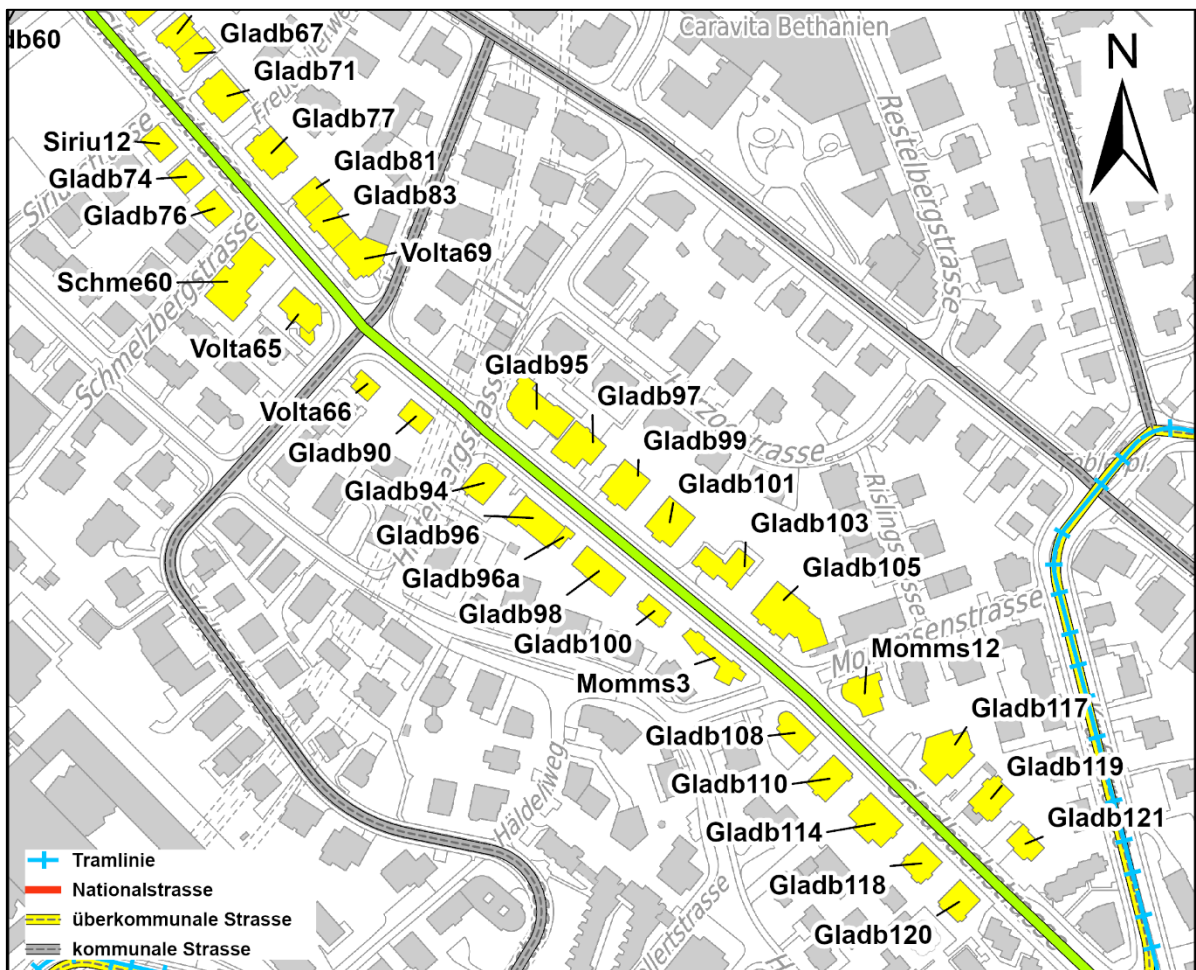 db60
Gladb67
Caravita Bethanien
N
Gladb71
Gladb77
Siriu12
Gladb81
Gladb74
Gladb83
Gladb76
Restelbergstrasse
Volta69
Schme60
Schmelzbergstrasse
Volta65
Gladb95
Gladb97
Volta66
Gladb99
Gladb90
Gladb101
Gladb94
Gladb103
Gladb96
Gladb105
Gladb96a
Gladb98
Gladb100
Momms12
Momms3
Gladb117
Gladb108
Gladb119
Gladb110
Gladb121
Häldeliweg
Gladb114
Gladbachstrasse
Gladb118
Gladb120
Tramlinie
Nationalstrasse
überkommunale Strasse
kommunale Strasse